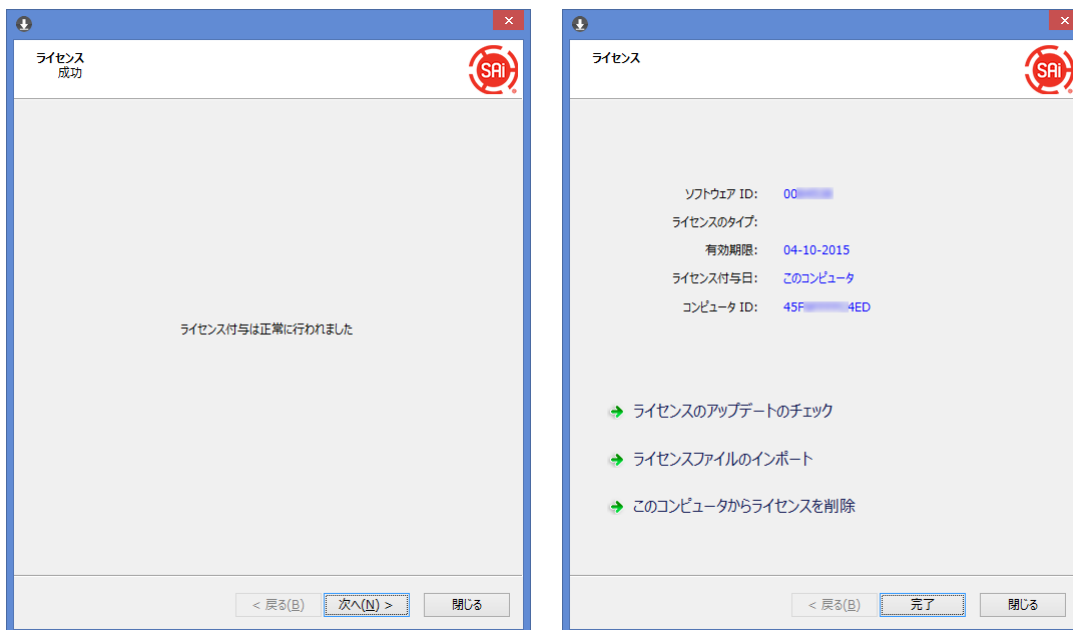 ライセンス
成功
SAi
ライセンス付与は正常に行われました
< 戻る(B)
次へ(N) >
閉じる
ライセンス
SAi
ソフトウェア ID: 00
ライセンスのタイプ:
有効期限: 04-10-2015
ライセンス付与日: このコンピュータ
コンピュータ ID: 45F 4ED
ライセンスのアップデートのチェック
ライセンスファイルのインポート
このコンピュータからライセンスを削除
< 戻る(B)
完了
閉じる